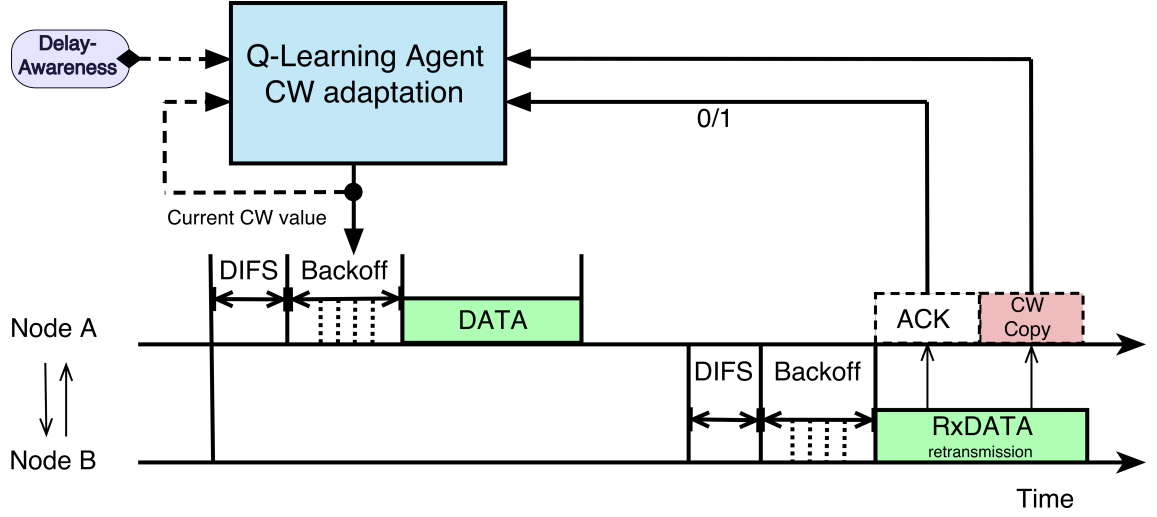 Delay-
Awareness
Q-Learning Agent
CW adaptation
0/1
Current CW value
DIFS
Backoff
DATA
ACK
CW
Copy
Node A
DIFS
Backoff
RxDATA
retransmission
Node B
Time